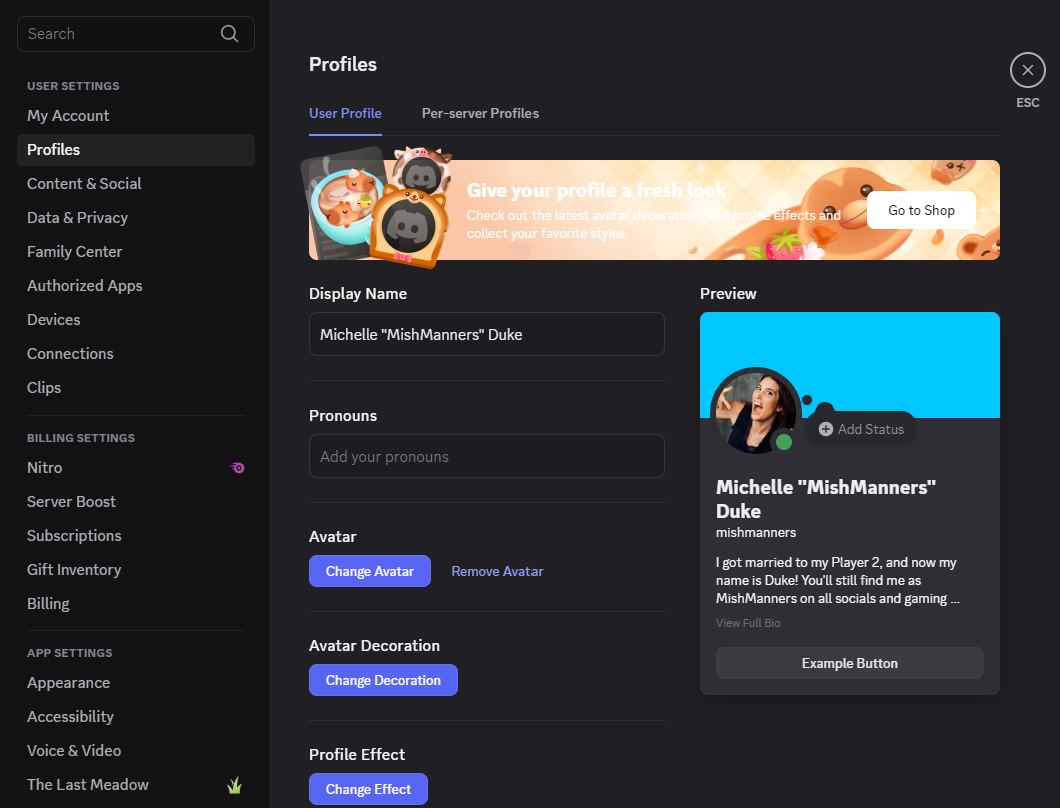 Search
USER SETTINGS
My Account
Profiles
Content & Social
Data & Privacy
Family Center
Authorized Apps
Devices
Connections
Clips
BILLING SETTINGS
Nitro
Server Boost
Subscriptions
Gift Inventory
Billing
APP SETTINGS
Appearance
Accessibility
Voice & Video
The Last Meadow
Profiles
ESC
User Profile
Per-server Profiles
Give your profile a fresh look
Check out the latest avatar decorations and profile effects and
collect your favorite styles.
Go to Shop
Display Name
Michelle "MishManners" Duke
Pronouns
Add your pronouns
Avatar
Change Avatar
Remove Avatar
Avatar Decoration
Change Decoration
Profile Effect
Change Effect
Preview
Add Status
Michelle "MishManners"
Duke
mishmanners
I got married to my Player 2, and now my
name is Duke! You'll still find me as
MishManners on all socials and gaming ...
View Full Bio
Example Button